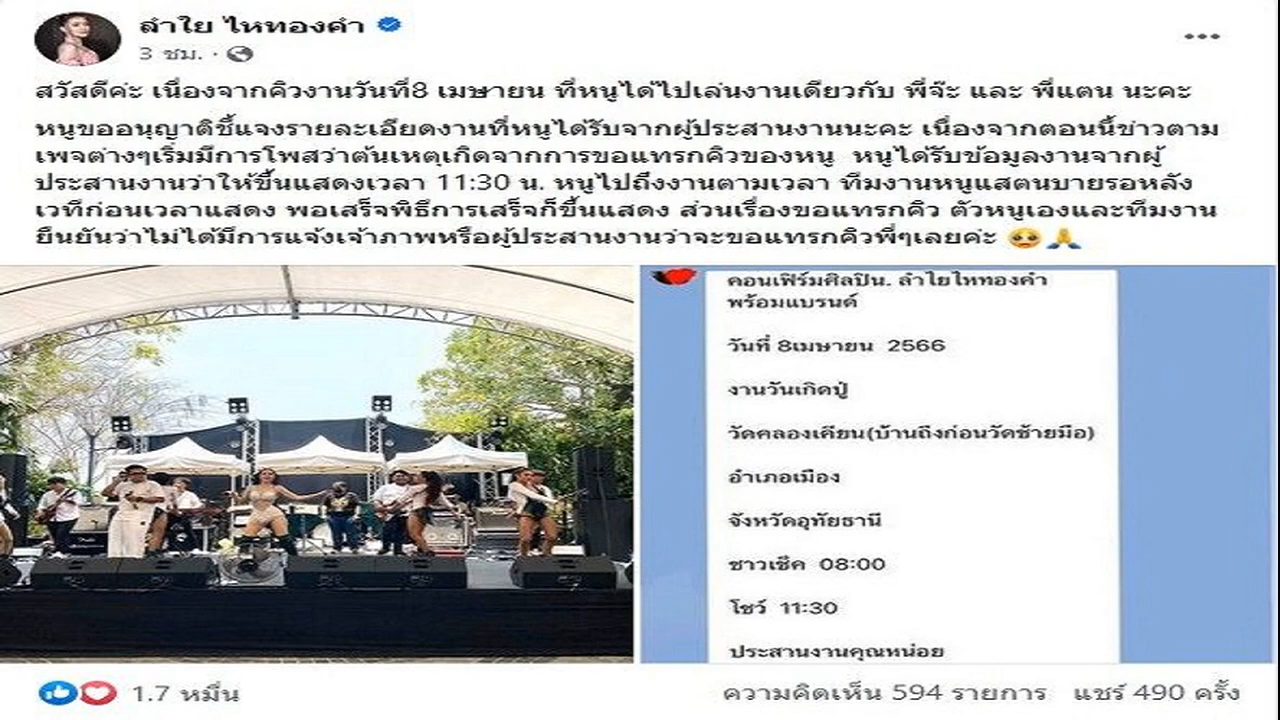 ลำใย ไหทองคำ
3 ชม. ·
สวัสดีค่ะ เนื่องจากคิวงานวันที่8 เมษายน ที่หนูได้ไปเล่นงานเดียวกับ พี่จ๊ะ และ พี่แตน นะคะ
หนูขออนุญาติชี้แจงรายละเอียดงานที่หนูได้รับจากผู้ประสานงานนะคะ เนื่องจากตอนนี้ข่าวตาม
เพจต่างๆเริ่มมีการโพสว่าต้นเหตุเกิดจากการขอแทรกคิวของหนู หนูได้รับข้อมูลงานจากผู้
ประสานงานว่าให้ขึ้นแสดงเวลา 11:30 น. หนูไปถึงงานตามเวลา ทีมงานหนูแสตนบายรอหลัง
เวทีก่อนเวลาแสดง พอเสร็จพิธีการเสร็จก็ขึ้นแสดง ส่วนเรื่องขอแทรกคิว ตัวหนูเองและทีมงาน
ยืนยันว่าไม่ได้มีการแจ้งเจ้าภาพหรือผู้ประสานงานว่าจะขอแทรกคิวพี่ๆเลยค่ะ 🥺🙏
คอนเฟิร์มศิลปิน. ลำไยไหทองคำ
พร้อมแบรนด์
วันที่ 8เมษายน 2566
งานวันเกิดปู่
วัดคลองเคียน(บ้านถึงก่อนวัดซ้ายมือ)
อำเภอเมือง
จังหวัดอุทัยธานี
ซาวเช็ค 08:00
โชว์ 11:30
ประสานงานคุณหน่อย
1.7 หมื่น
ความคิดเห็น 594 รายการ แชร์ 490 ครั้ง